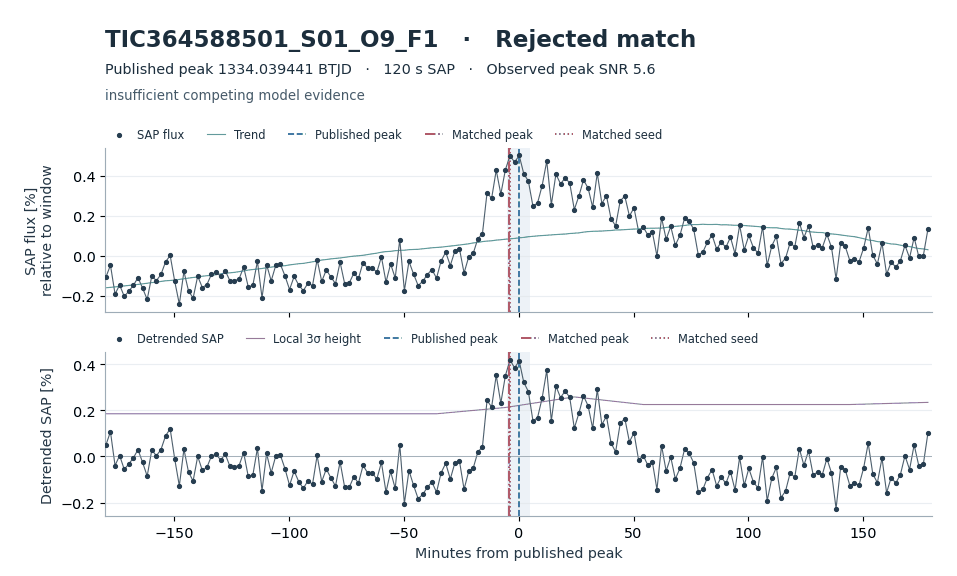 TIC364588501_S01_O9_F1 · Rejected match
Published peak 1334.039441 BTJD · 120 s SAP · Observed peak SNR 5.6
insufficient competing model evidence
SAP flux Trend Published peak Matched peak Matched seed
SAP flux [%]
relative to window
0.4
0.2
0.0
−0.2
Detrended SAP Local 3σ height Published peak Matched peak Matched seed
Detrended SAP [%]
0.4
0.2
0.0
−0.2
−150 −100 −50 0 50 100 150
Minutes from published peak